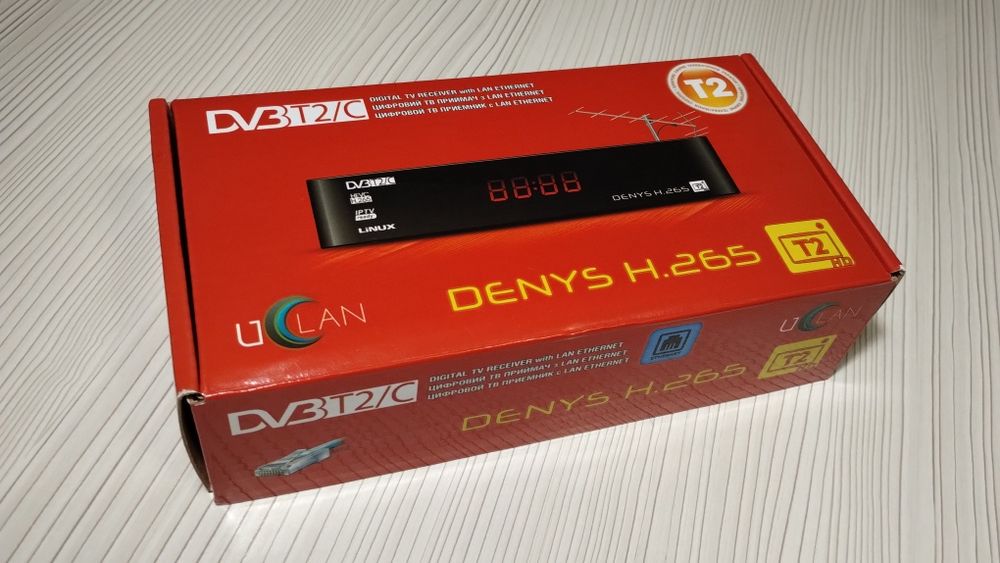 DVB T2/C
DIGITAL TV RECEIVER with LAN ETHERNET
ЦИФРОВИЙ ТВ ПРИЙМАЧ з LAN ETHERNET
ЦИФРОВОЙ ТВ ПРИЕМНИК с LAN ETHERNET
T2
DVB T2/C
HEVC
H.265
IPTV
Ready
LINUX
88:88
DENYS H.265
DENYS H.265
T2
HD
UCLAN
DVB T2/C
DIGITAL TV RECEIVER with LAN ETHERNET
ЦИФРОВИЙ ТВ ПРИЙМАЧ з LAN ETHERNET
ЦИФРОВОЙ ТВ ПРИЕМНИК с LAN ETHERNET
ETHERNET
UCLAN
DENYS H.265
T2